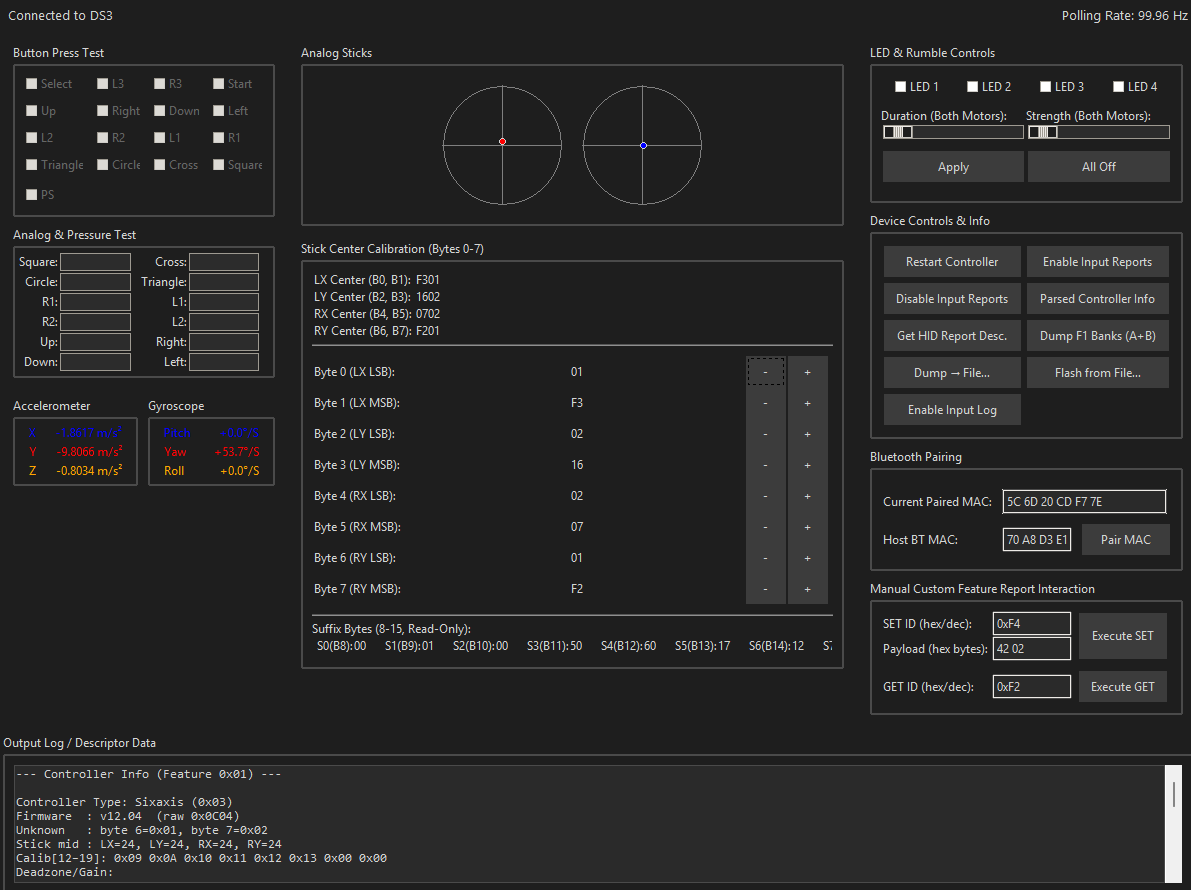 Connected to DS3
Polling Rate: 99.96 Hz
Button Press Test
Select L3 R3 Start
Up Right Down Left
L2 R2 L1 R1
Triangle Circle Cross Square
PS
Analog & Pressure Test
Square: Cross:
Circle: Triangle:
R1: L1:
R2: L2:
Up: Right:
Down: Left:
Accelerometer
X m/s²
Y -9.8066 m/s²
Z -0.8034 m/s²
Gyroscope
Pitch
Yaw +53.7°/S
Roll +0.0°/S
Analog Sticks
Stick Center Calibration (Bytes 0-7)
LX Center (B0, B1): F301
LY Center (B2, B3): 1602
RX Center (B4, B5): 0702
RY Center (B6, B7): F201
Byte 0 (LX LSB): 01 - +
Byte 1 (LX MSB): F3 - +
Byte 2 (LY LSB): 02 - +
Byte 3 (LY MSB): 16 - +
Byte 4 (RX LSB): 02 - +
Byte 5 (RX MSB): 07 - +
Byte 6 (RY LSB): 01 - +
Byte 7 (RY MSB): F2 - +
Suffix Bytes (8-15, Read-Only):
S0(B8):00 S1(B9):01 S2(B10):00 S3(B11):50 S4(B12):60 S5(B13):17 S6(B14):12 S7
LED & Rumble Controls
LED 1 LED 2 LED 3 LED 4
Duration (Both Motors): Strength (Both Motors):
Apply All Off
Device Controls & Info
Restart Controller Enable Input Reports
Disable Input Reports Parsed Controller Info
Get HID Report Desc. Dump F1 Banks (A+B)
Dump → File... Flash from File...
Enable Input Log
Bluetooth Pairing
Current Paired MAC: 5C 6D 20 CD F7 7E
Host BT MAC: 70 A8 D3 E1 Pair MAC
Manual Custom Feature Report Interaction
SET ID (hex/dec): 0xF4 Execute SET
Payload (hex bytes): 42 02
GET ID (hex/dec): 0xF2 Execute GET
Output Log / Descriptor Data
--- Controller Info (Feature 0x01) ---
Controller Type: Sixaxis (0x03)
Firmware : v12.04 (raw 0x0C04)
Unknown : byte 6=0x01, byte 7=0x02
Stick mid : LX=24, LY=24, RX=24, RY=24
Calib[12-19]: 0x09 0x0A 0x10 0x11 0x12 0x13 0x00 0x00
Deadzone/Gain: